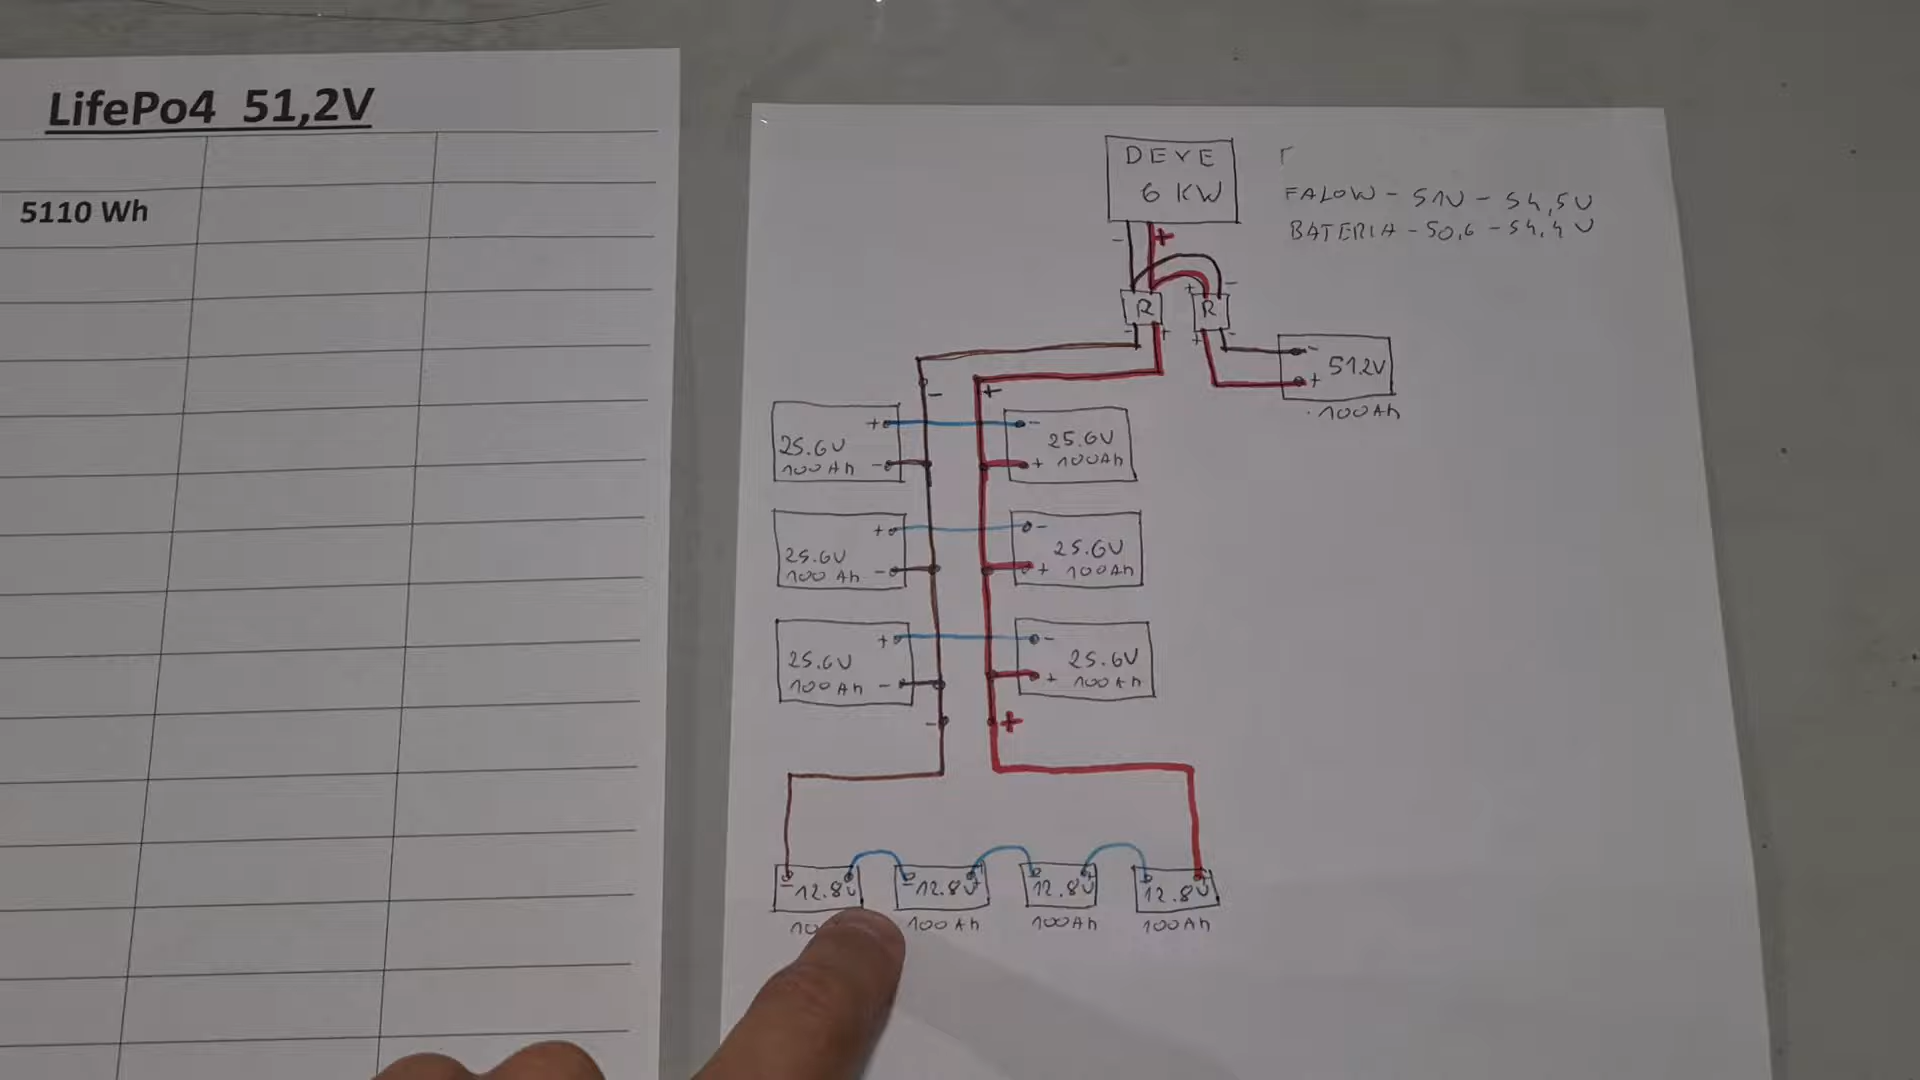 LifePo4 51,2V
5110 Wh
DEYE
6 KW
FALOW - 51V - 54,5V
BATERIA - 50,6 - 54,4V
- +
+ -
R R
- + + -
- 51.2V
+
100Ah
- +
+ -
25.6V 25.6V
100Ah - + 100Ah
+ -
25.6V 25.6V
100Ah - + 100Ah
+ -
25.6V 25.6V
100Ah - + 100Ah
- +
- 12.8V - 12.8V + 12.8V + 12.8V +
100Ah 100Ah 100Ah